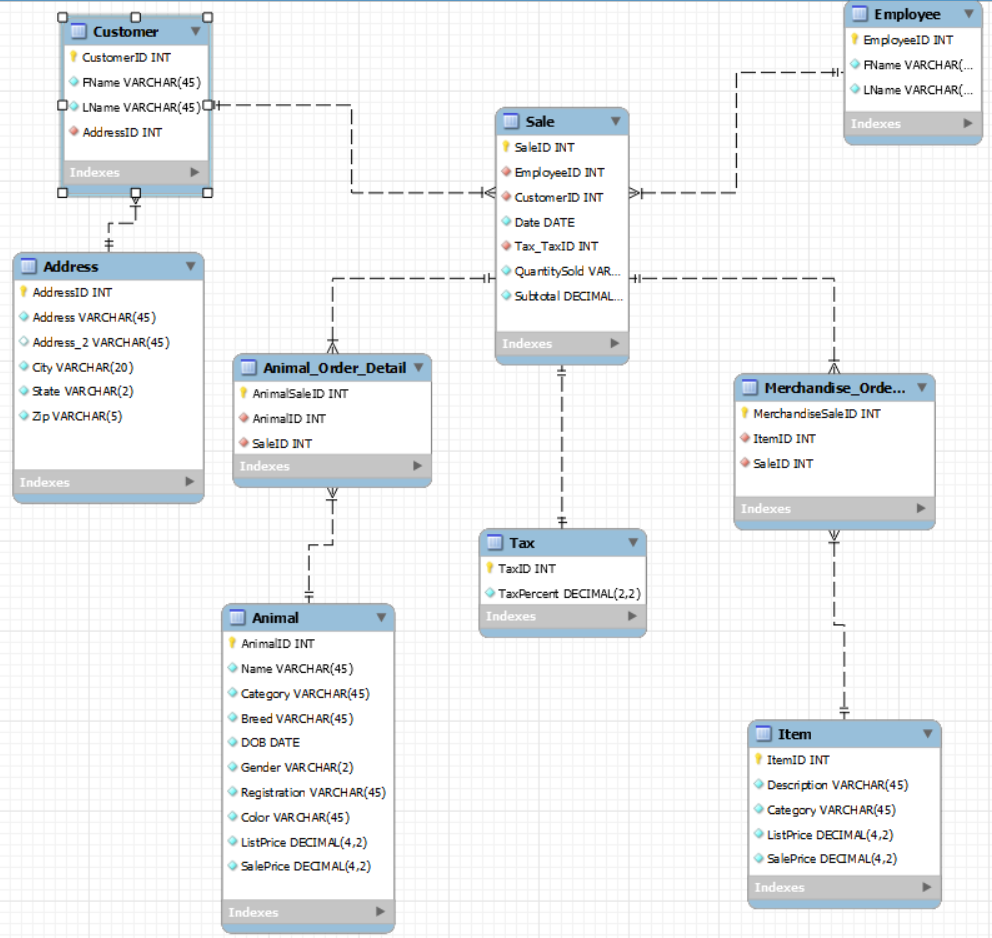 Customer
CustomerID INT
FName VARCHAR(45)
LName VARCHAR(45)
AddressID INT
Indexes
Employee
EmployeeID INT
FName VARCHAR(...
LName VARCHAR(...
Indexes
Sale
SaleID INT
EmployeeID INT
CustomerID INT
Date DATE
Tax_TaxID INT
QuantitySold VAR...
Subtotal DECIMAL...
Indexes
Address
AddressID INT
Address VARCHAR(45)
Address_2 VARCHAR(45)
City VARCHAR(20)
State VARCHAR(2)
Zip VARCHAR(5)
Indexes
Animal_Order_Detail
AnimalSaleID INT
AnimalID INT
SaleID INT
Indexes
Merchandise_Orde...
MerchandiseSaleID INT
ItemID INT
SaleID INT
Indexes
Tax
TaxID INT
TaxPercent DECIMAL(2,2)
Indexes
Animal
AnimalID INT
Name VARCHAR(45)
Category VARCHAR(45)
Breed VARCHAR(45)
DOB DATE
Gender VARCHAR(2)
Registration VARCHAR(45)
Color VARCHAR(45)
ListPrice DECIMAL(4,2)
SalePrice DECIMAL(4,2)
Indexes
Item
ItemID INT
Description VARCHAR(45)
Category VARCHAR(45)
ListPrice DECIMAL(4,2)
SalePrice DECIMAL(4,2)
Indexes